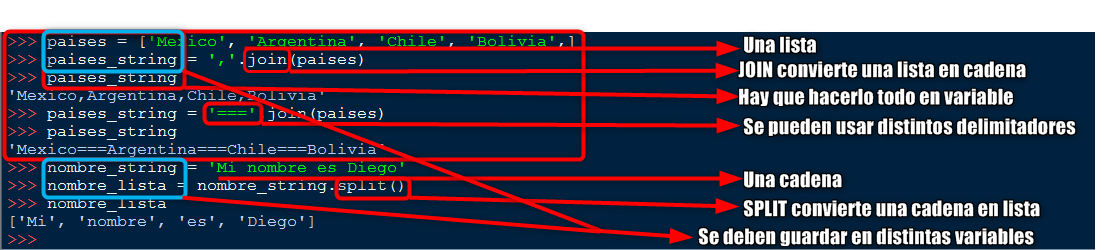 >>> paises = ['Mexico', 'Argentina', 'Chile', 'Bolivia',]
Una lista
>>> paises_string = ','.join(paises)
JOIN convierte una lista en cadena
>>> paises_string
'Mexico,Argentina,Chile,Bolivia'
Hay que hacerlo todo en variable
>>> paises_string = '==='.join(paises)
Se pueden usar distintos delimitadores
>>> paises_string
'Mexico===Argentina===Chile===Bolivia'
>>> nombre_string = 'Mi nombre es Diego'
Una cadena
>>> nombre_lista = nombre_string.split()
>>> nombre_lista
SPLIT convierte una cadena en lista
['Mi', 'nombre', 'es', 'Diego']
Se deben guardar en distintas variables
>>>